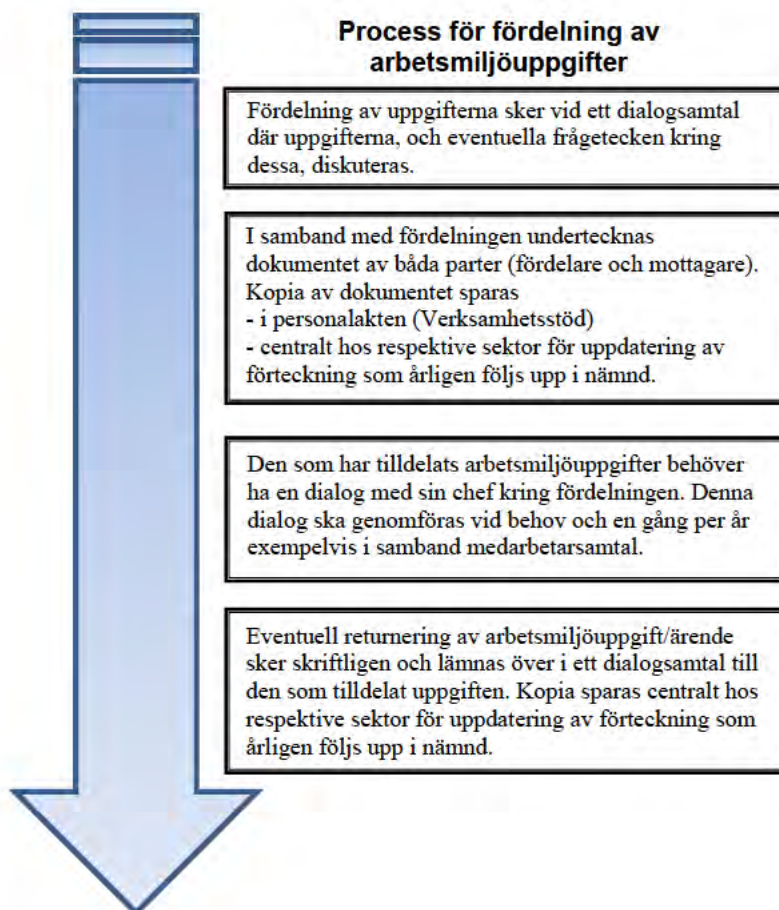 Process för fördelning av
arbetsmiljöuppgifter
Fördelning av uppgifterna sker vid ett dialogsamtal
där uppgifterna, och eventuella frågetecken kring
dessa, diskuteras.
I samband med fördelningen undertecknas
dokumentet av båda parter (fördelare och mottagare).
Kopia av dokumentet sparas
- i personalakten (Verksamhetsstöd)
- centralt hos respektive sektor för uppdatering av
förteckning som årligen följs upp i nämnd.
Den som har tilldelats arbetsmiljöuppgifter behöver
ha en dialog med sin chef kring fördelningen. Denna
dialog ska genomföras vid behov och en gång per år
exempelvis i samband medarbetarsamtal.
Eventuell returnering av arbetsmiljöuppgift/ärende
sker skriftligen och lämnas över i ett dialogsamtal till
den som tilldelat uppgiften. Kopia sparas centralt hos
respektive sektor för uppdatering av förteckning som
årligen följs upp i nämnd.